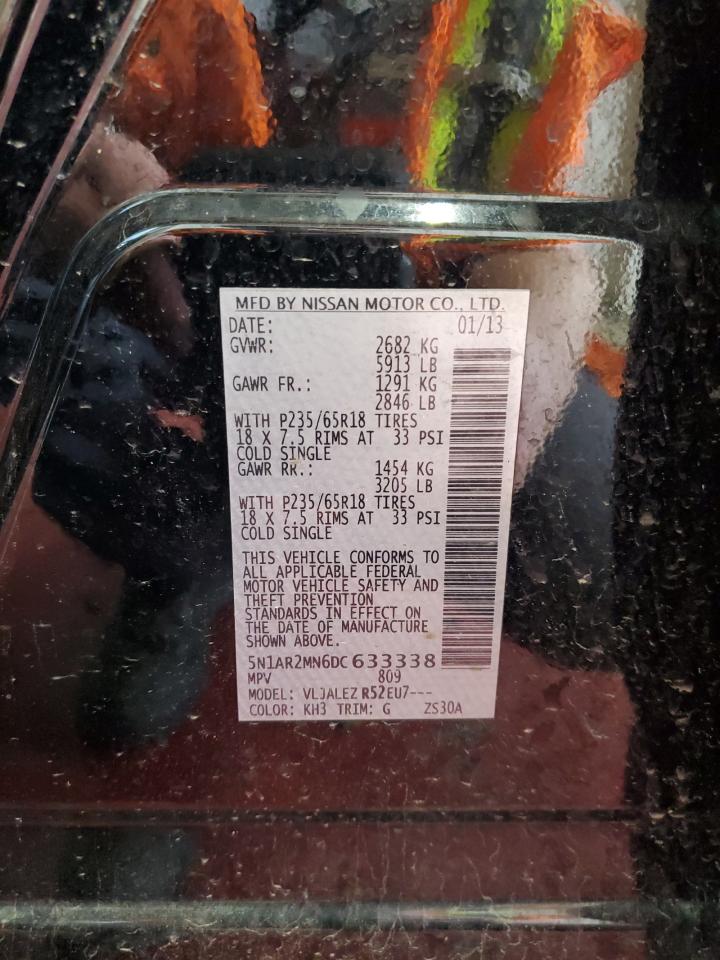 MFD BY NISSAN MOTOR CO., LTD.
DATE: 01/13
GVWR: 2682 KG
5913 LB
GAWR FR.: 1291 KG
2846 LB
WITH P235/65R18 TIRES
18 X 7.5 RIMS AT 33 PSI
COLD SINGLE
GAWR RR.: 1454 KG
3205 LB
WITH P235/65R18 TIRES
18 X 7.5 RIMS AT 33 PSI
COLD SINGLE
THIS VEHICLE CONFORMS TO
ALL APPLICABLE FEDERAL
MOTOR VEHICLE SAFETY AND
THEFT PREVENTION
STANDARDS IN EFFECT ON
THE DATE OF MANUFACTURE
SHOWN ABOVE.
5N1AR2MN6DC633338
MPV 809
MODEL: VLJALEZ R52EU7---
COLOR: KH3 TRIM: G ZS30A